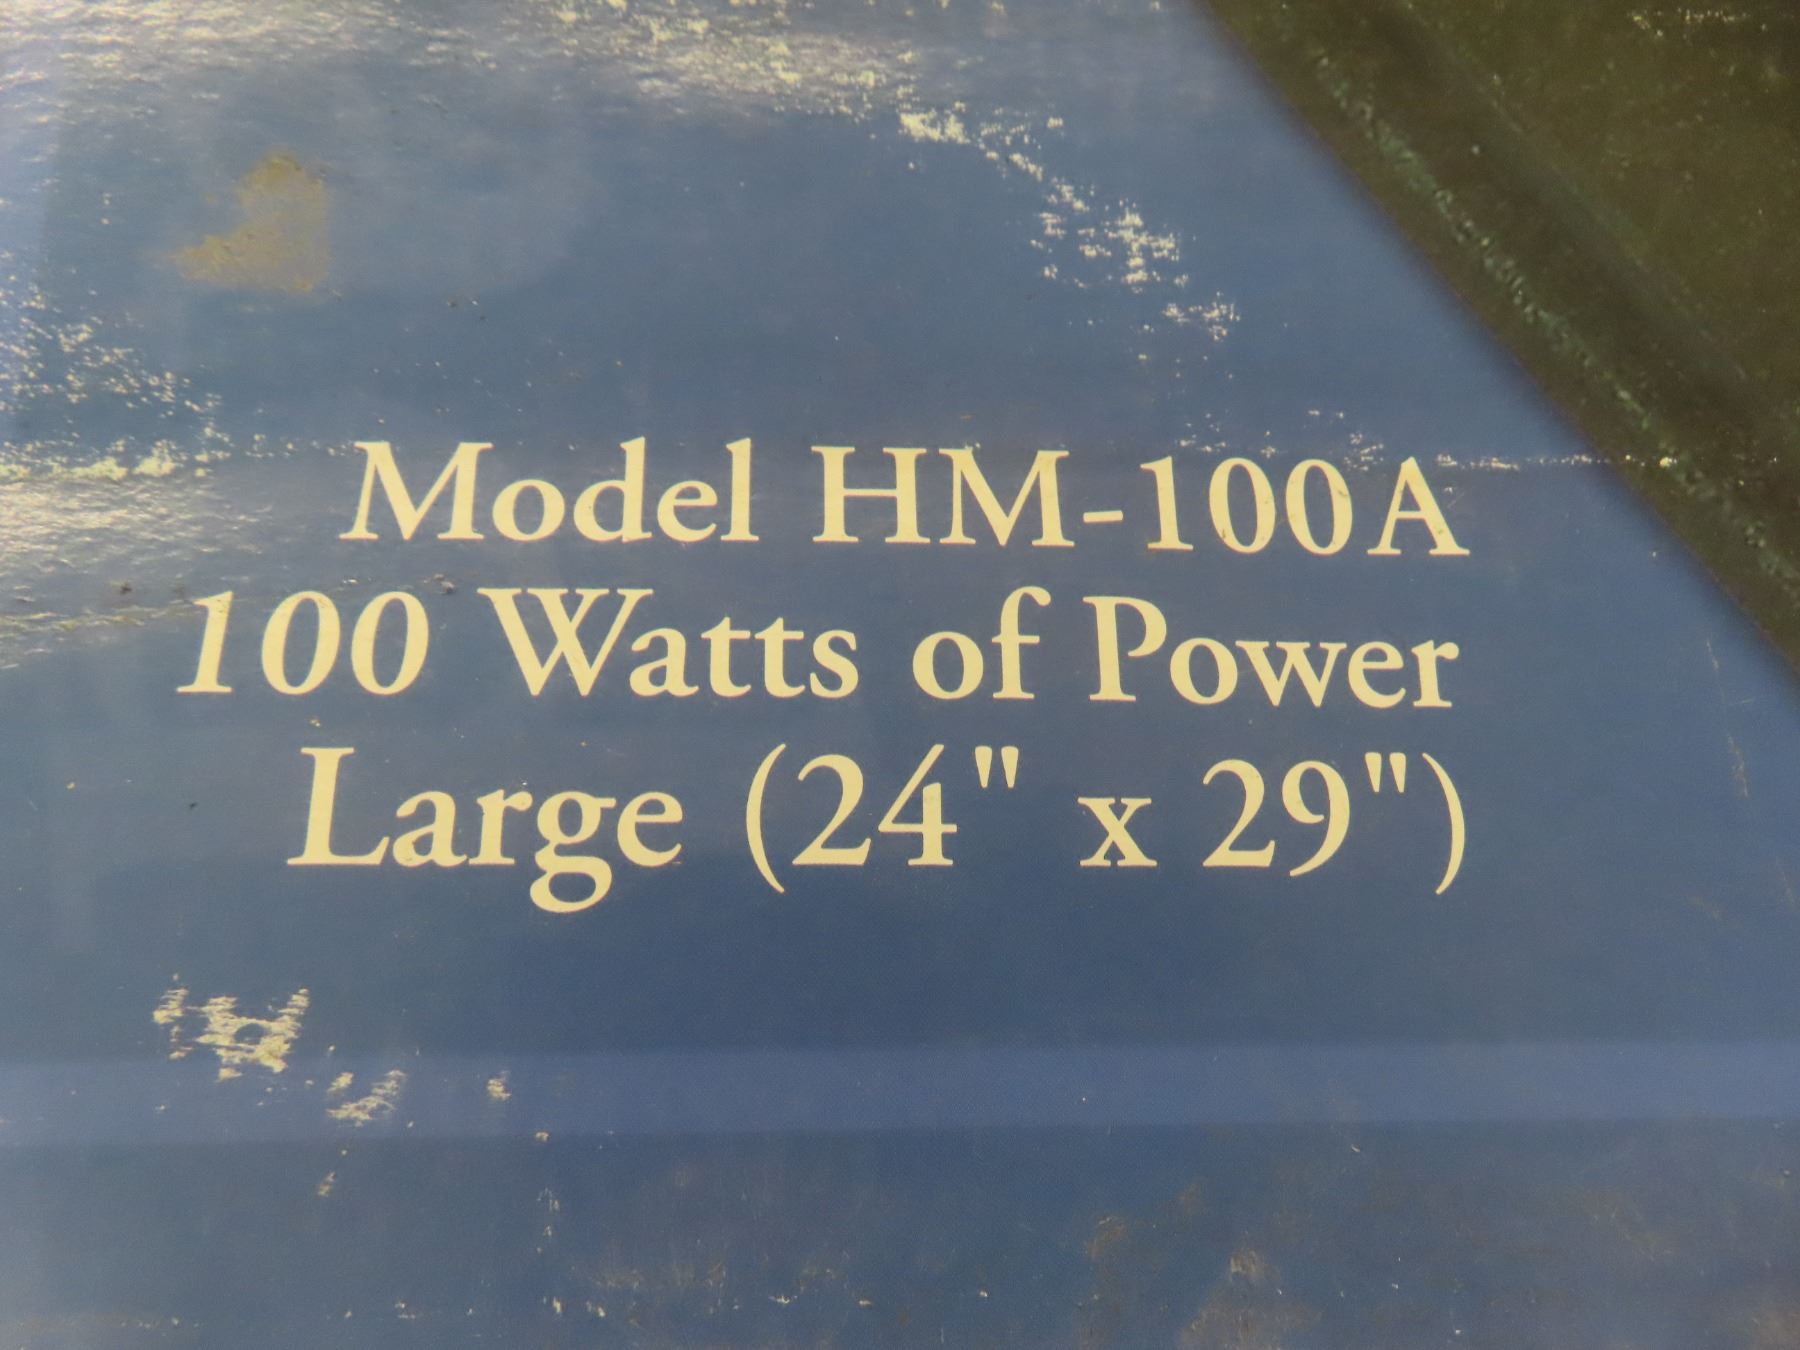 Model HM-100A
100 Watts of Power
Large (24" x 29")